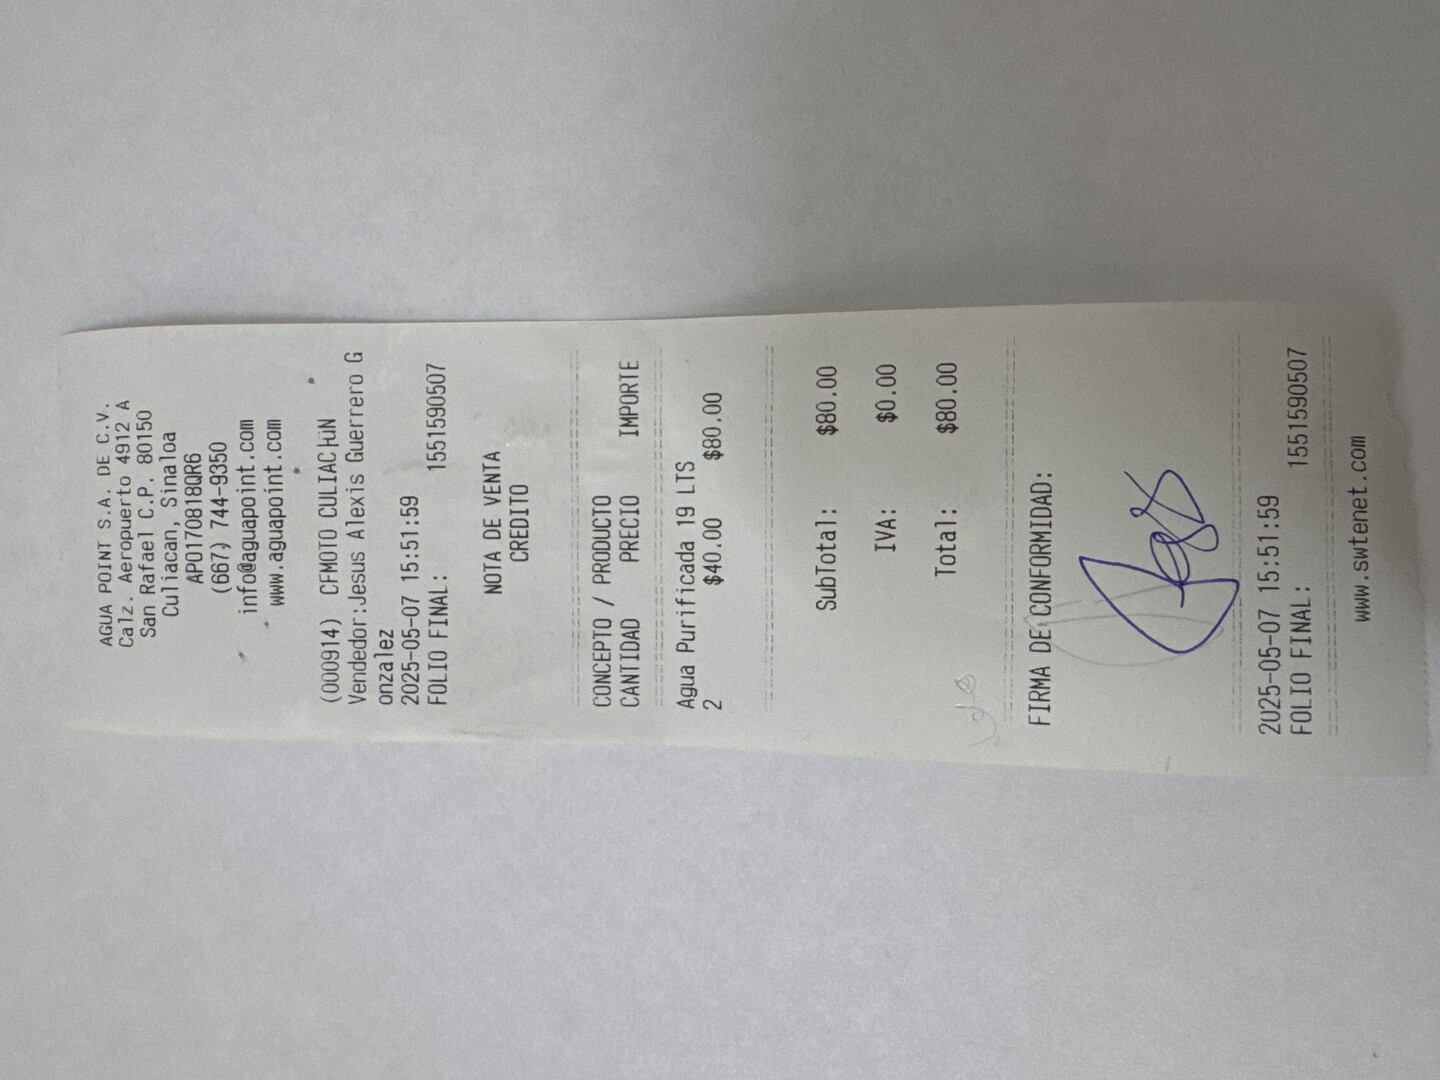 AGUA POINT S.A. DE C.V.
Calz. Aeropuerto 4912 A
San Rafael C.P. 80150
Culiacan, Sinaloa
APO170818QR6
(667) 744-9350
info@aguapoint.com
www.aguapoint.com
(000914) CFMOTO
Vendedor:Jesus Alexis Guerrero G
onzalez
2025-05-07 15:51:59
FOLIO FINAL: 1551590507
NOTA DE VENTA
CREDITO
CONCEPTO / PRODUCTO
CANTIDAD PRECIO IMPORTE
Agua Purificada 19 LTS
2 $40.00 $80.00
SubTotal: $80.00
IVA: $0.00
Total: $80.00
FIRMA DE CONFORMIDAD:
2025-05-07 15:51:59
FOLIO FINAL: 1551590507
www.swtenet.com